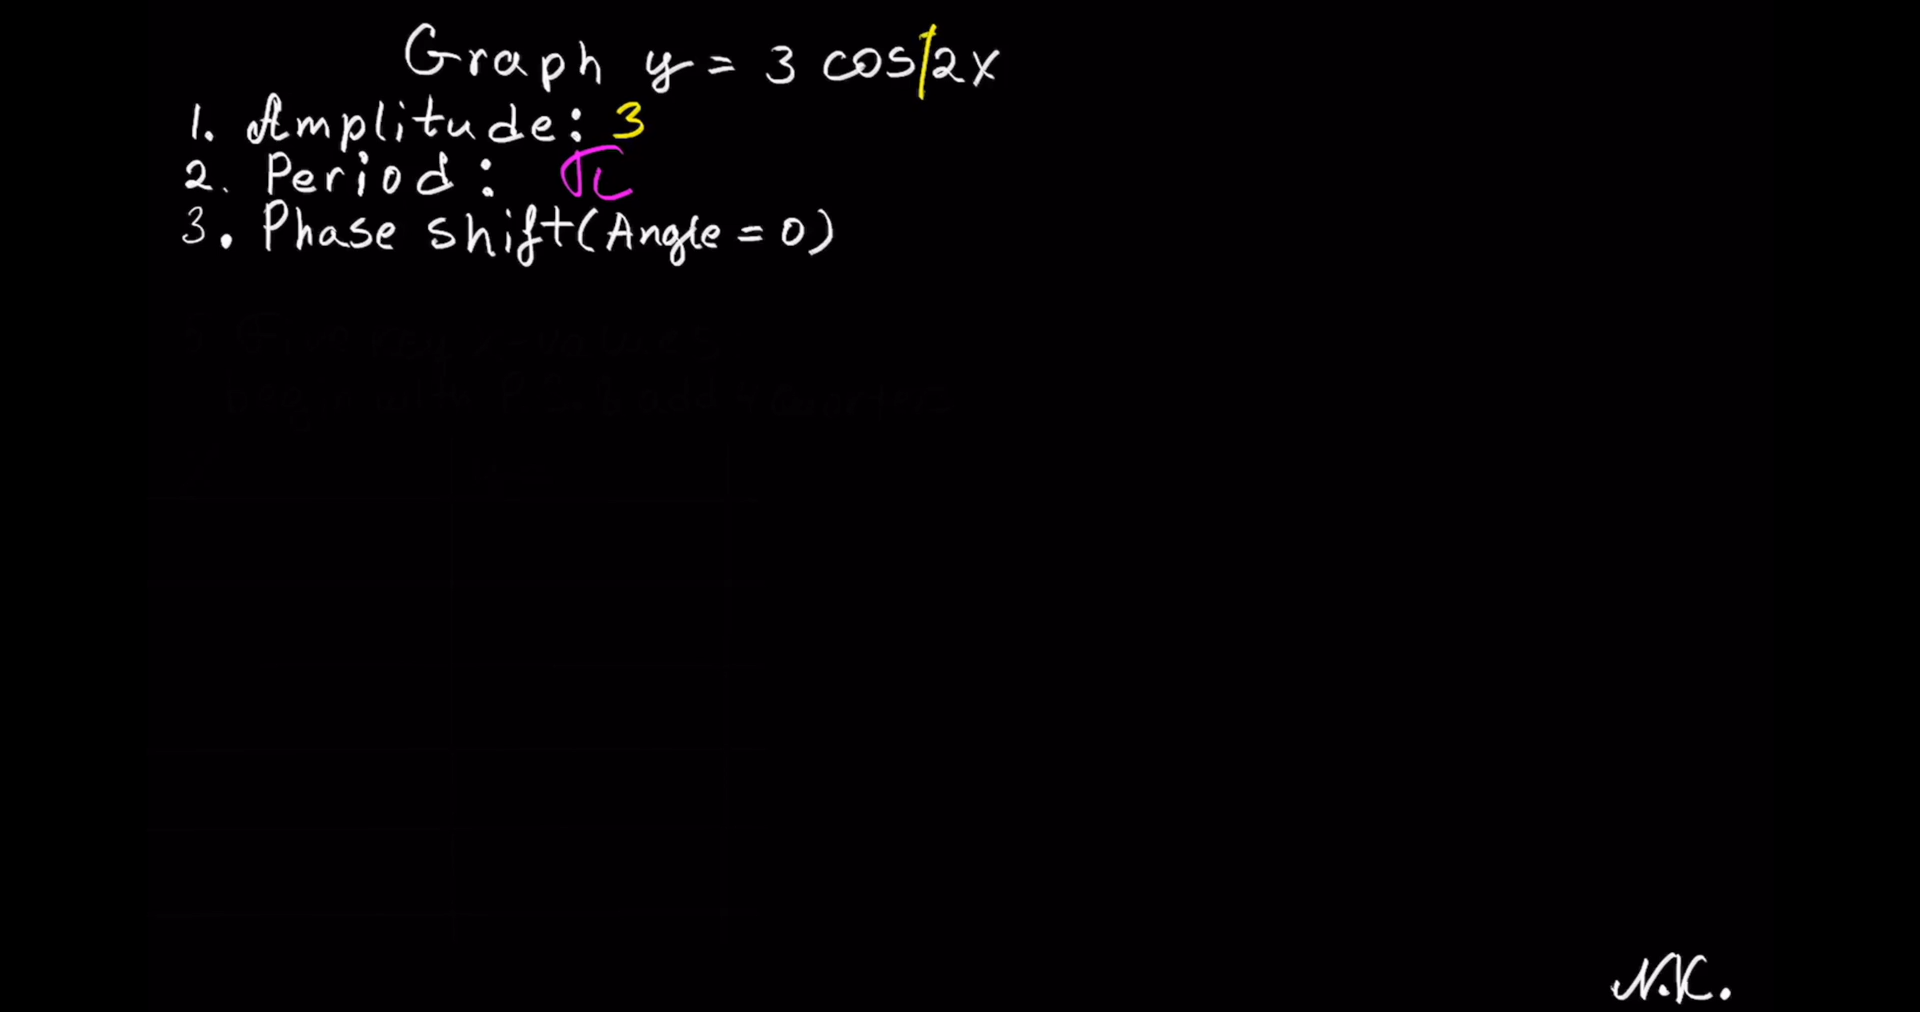 Graph y = 3 cos/2x
1. Amplitude: 3
2. Period: π
3. Phase shift (Angle = 0)
N.K.